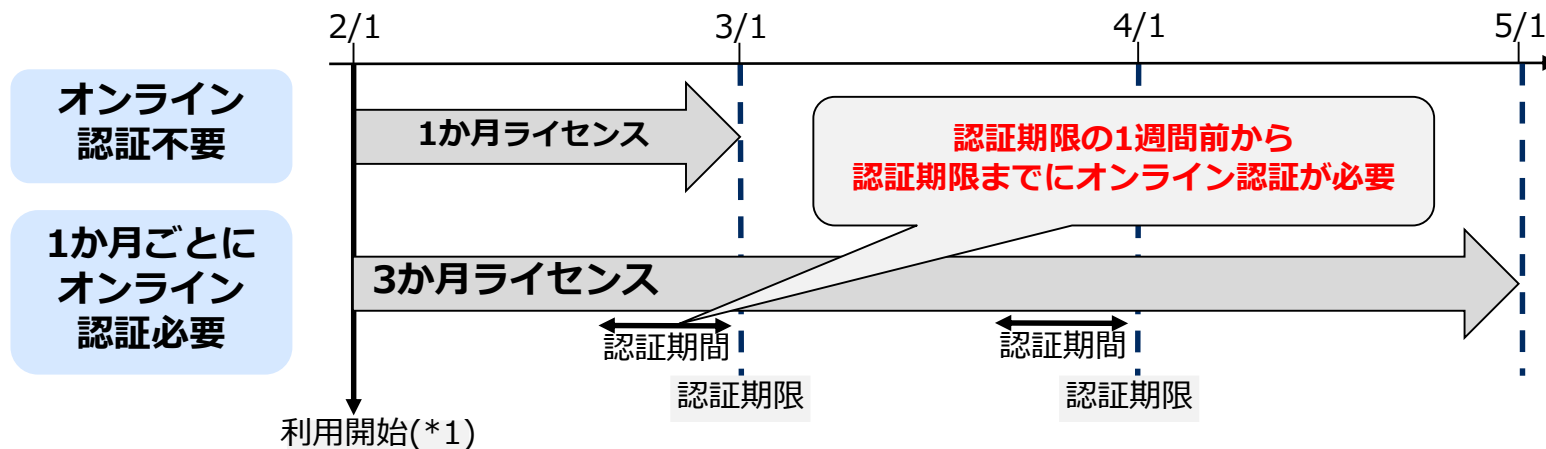 2/1
3/1
4/1
5/1
オンライン
認証不要
1か月ライセンス
認証期限の1週間前から
認証期限までにオンライン認証が必要
1か月ごとに
オンライン
認証必要
3か月ライセンス
認証期間
認証期間
認証期限
認証期限
利用開始(*1)